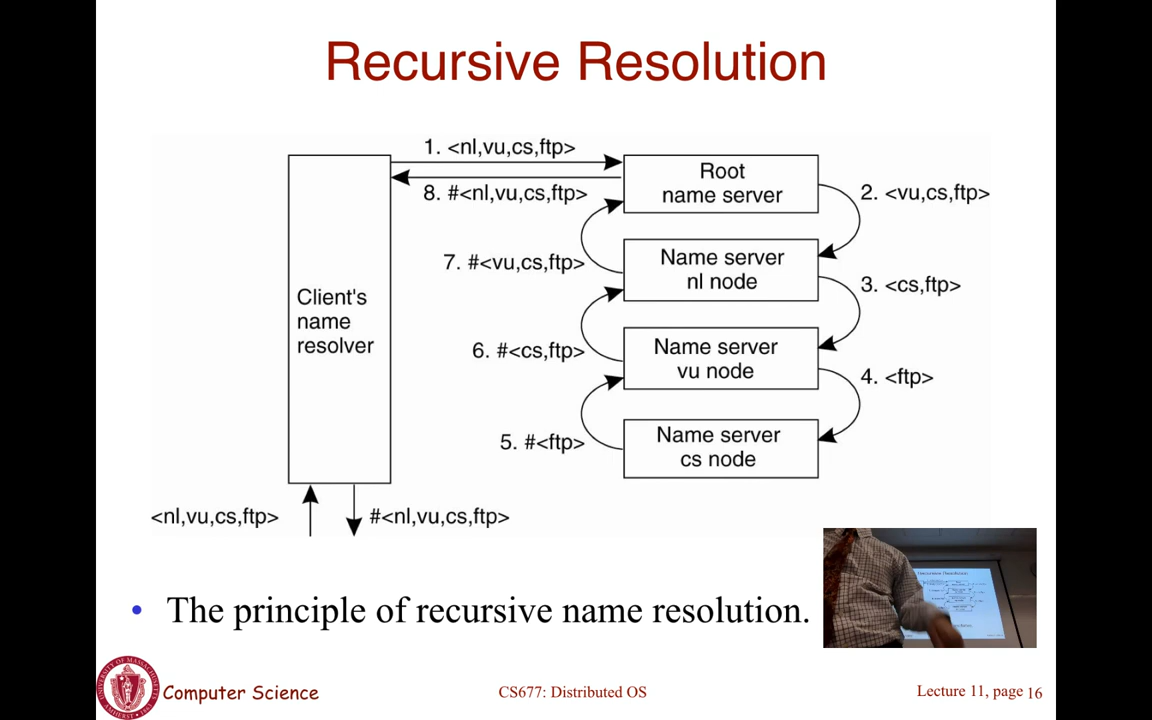 Recursive Resolution
1. <nl,vu,cs,ftp>
8. #<nl,vu,cs,ftp>
Root
name server
2. <vu,cs,ftp>
7. #<vu,cs,ftp>
Name server
nl node
3. <cs,ftp>
Client's
name
resolver
6. #<cs,ftp>
Name server
vu node
4. <ftp>
5. #<ftp>
Name server
cs node
<nl,vu,cs,ftp>
#<nl,vu,cs,ftp>
• The principle of recursive name resolution.
Recursive Resolution
Computer Science
CS677: Distributed OS
Lecture 11, page 16